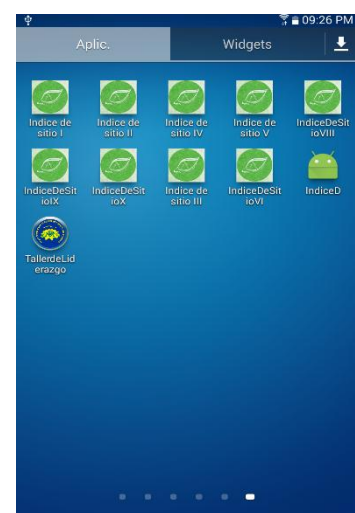 09:26 PM
Aplic. Widgets
Indice de sitio I
Indice de sitio II
Indice de sitio IV
Indice de sitio V
IndiceDeSit
ioVIII
IndiceDeSit
ioIX
IndiceDeSit
ioX
Indice de sitio III
IndiceDeSit
ioVI
IndiceD
TallerdeLid
erazgo